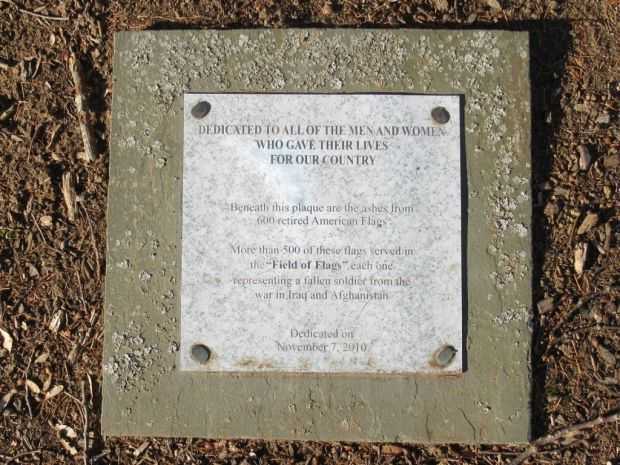 DEDICATED TO ALL OF THE MEN AND WOMEN
WHO GAVE THEIR LIVES
FOR OUR COUNTRY
Beneath this plaque are the ashes from
600 retired American Flags
More than 500 of these flags served in
the "Field of Flags" each one
representing a fallen soldier from the
war in Iraq and Afghanistan
Dedicated on
November 7, 2010